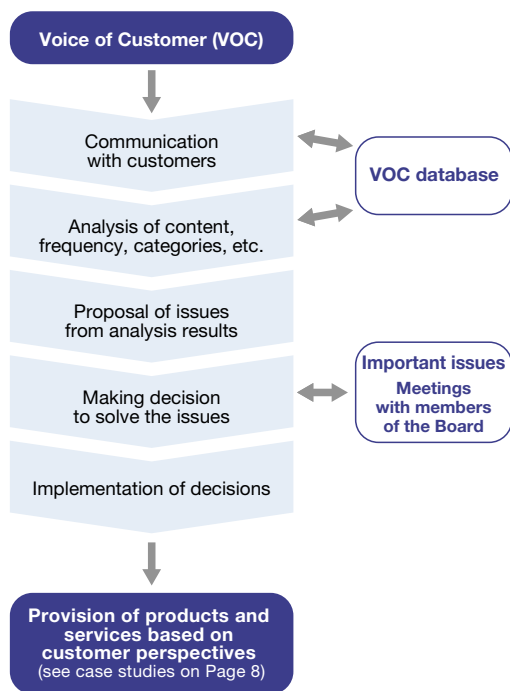 Voice of Customer (VOC)
Communication
with customers
VOC database
Analysis of content,
frequency, categories, etc.
Proposal of issues
from analysis results
Making decision
to solve the issues
Important issues
Meetings
with members
of the Board
Implementation of decisions
Provision of products and
services based on
customer perspectives
(see case studies on Page 8)